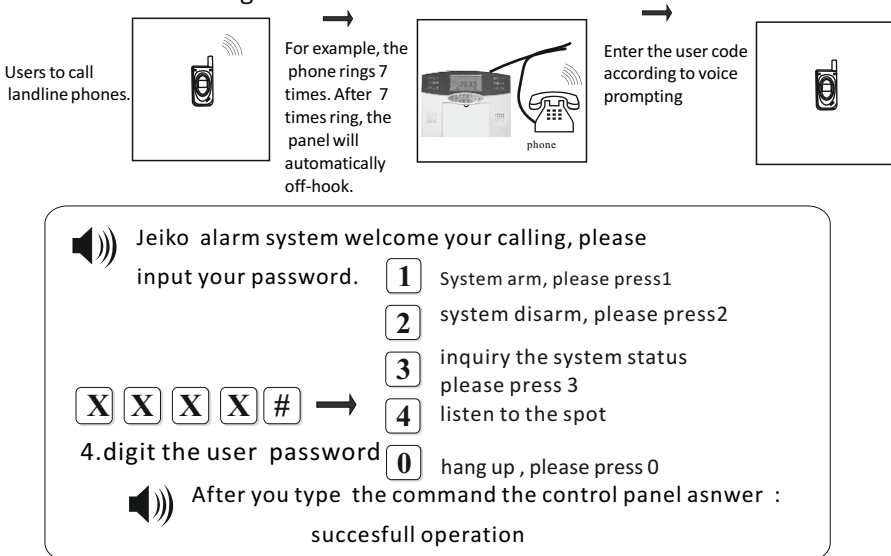 Users to call
landline phones.
For example, the
phone rings 7
times. After 7
times ring, the
panel will
automatically
off-hook.
phone
Enter the user code
according to voice
prompting
Jeiko alarm system welcome your calling, please
input your password.
1 System arm, please press1
2 system disarm, please press2
3 inquiry the system status
please press 3
X X X X #
4 listen to the spot
4.digit the user password
0 hang up , please press 0
After you type the command the control panel asnwer :
succesfull operation